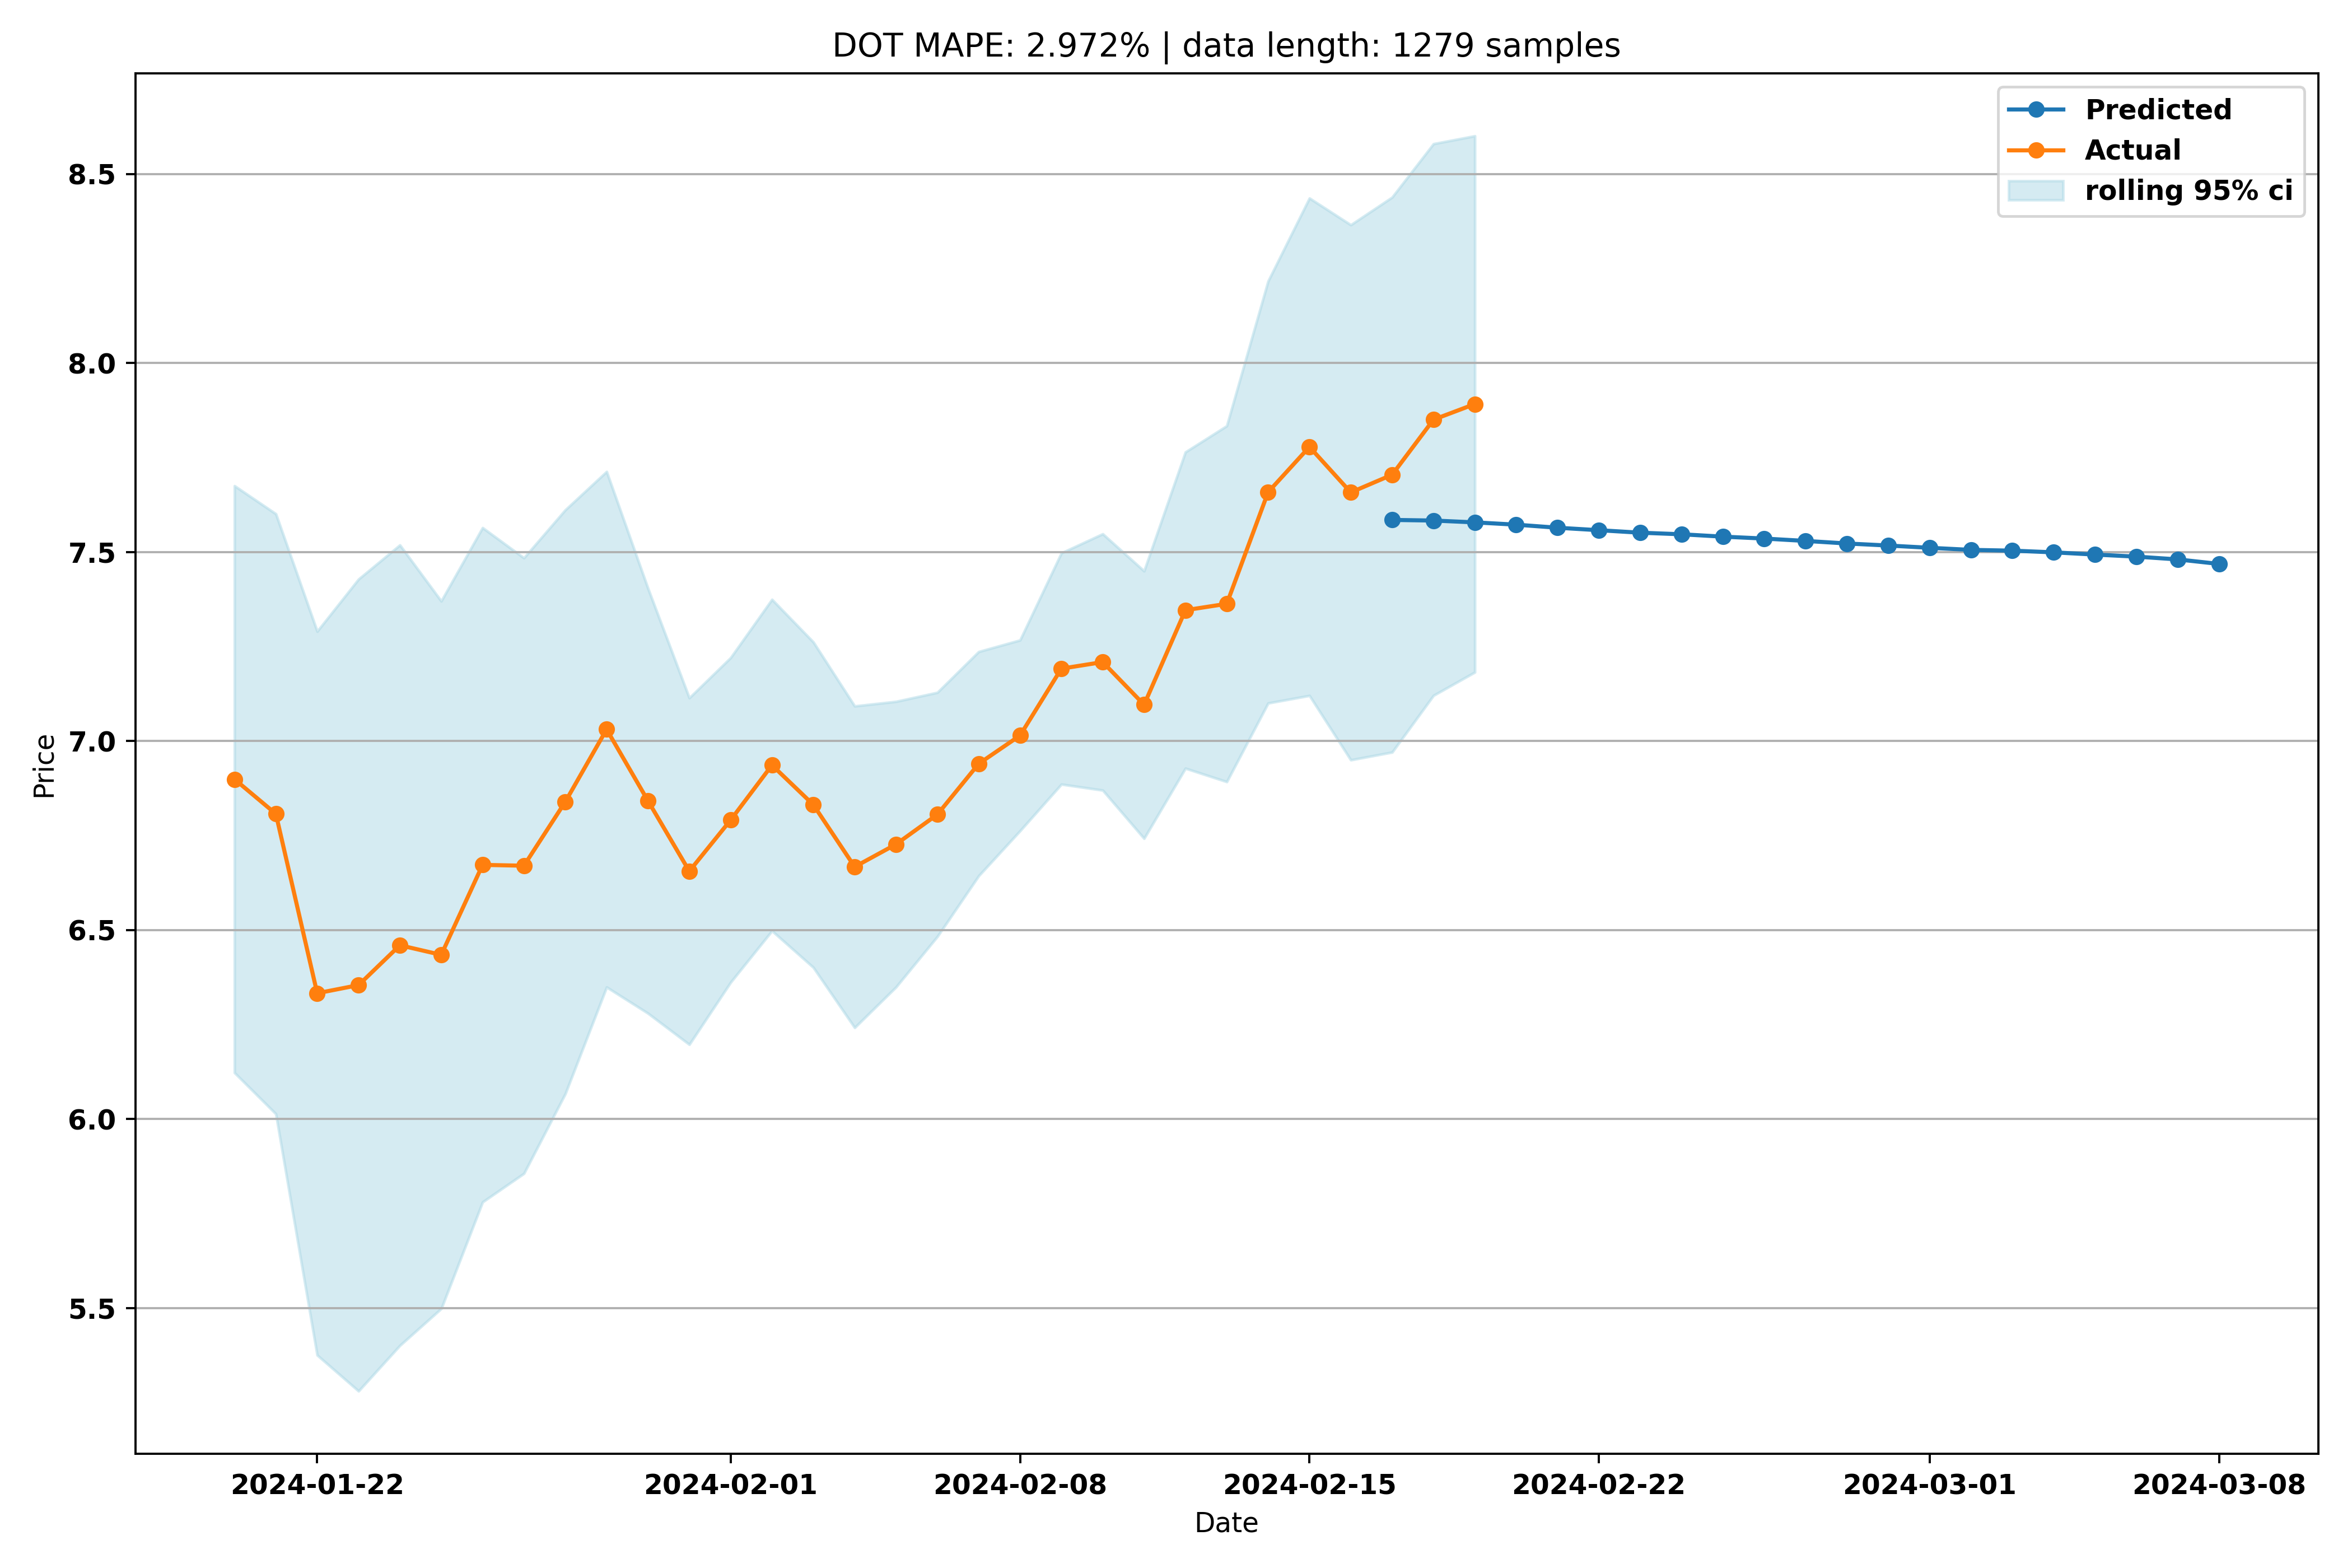 DOT MAPE: 2.972% | data length: 1279 samples
Predicted
Actual
rolling 95% ci
8.5
8.0
7.5
7.0
6.5
6.0
5.5
Price
2024-01-22
2024-02-01
2024-02-08
2024-02-15
2024-02-22
2024-03-01
2024-03-08
Date